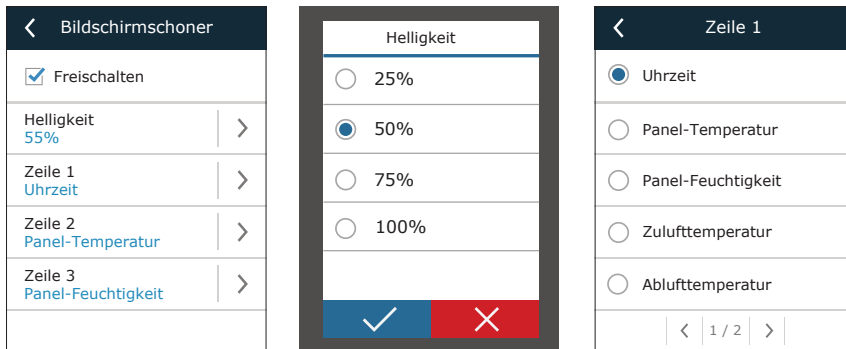 Bildschirmschoner
Freischalten
Helligkeit
55%
Zeile 1
Uhrzeit
Zeile 2
Panel-Temperatur
Zeile 3
Panel-Feuchtigkeit
Helligkeit
25%
50%
75%
100%
Zeile 1
Uhrzeit
Panel-Temperatur
Panel-Feuchtigkeit
Zulufttemperatur
Ablufttemperatur
1 / 2